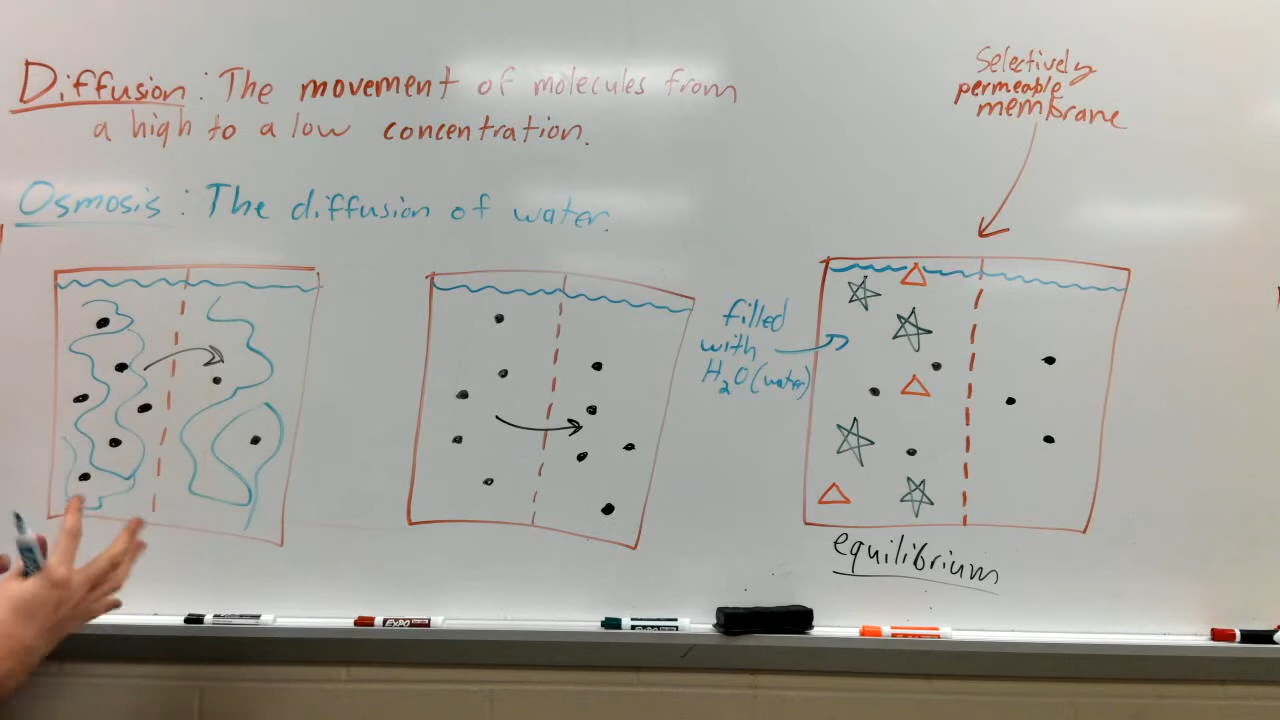 Diffusion: The movement of molecules from
a high to a low concentration.
Osmosis: The diffusion of water.
Selectively
permeable
membrane
filled
with
H₂O (water)
equilibrium
EXPO